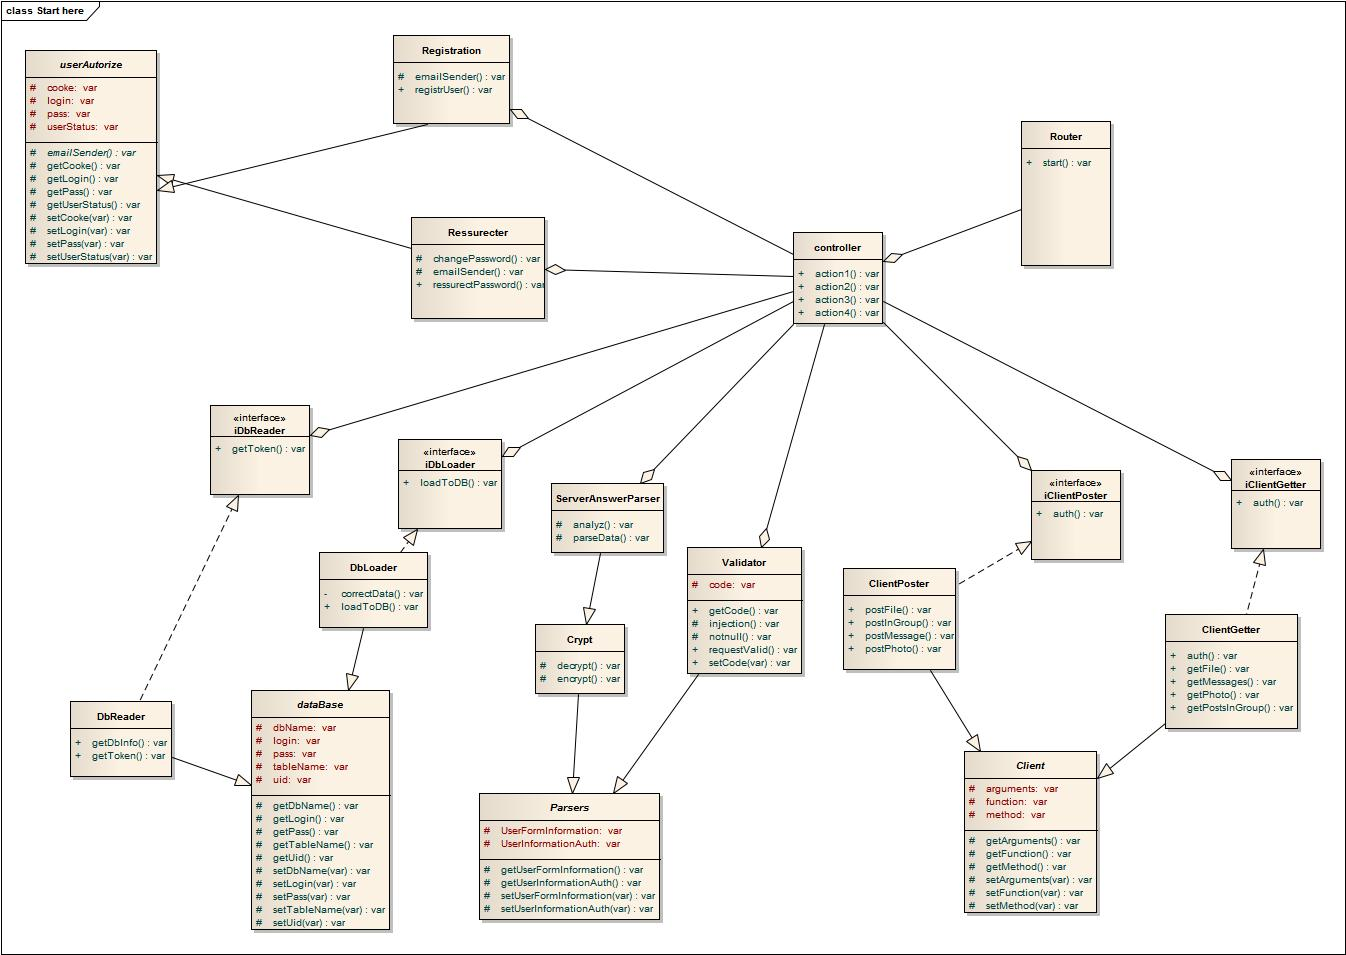 class Start here
userAutorize
# cooke: var
# login: var
# pass: var
# userStatus: var
# emailSender() : var
# getCooke() : var
# getLogin() : var
# getPass() : var
# getUserStatus() : var
# setCooke(var) : var
# setLogin(var) : var
# setPass(var) : var
# setUserStatus(var) : var
Registration
# emailSender() : var
+ registrUser() : var
Router
+ start() : var
Ressurecter
# changePassword() : var
# emailSender() : var
+ ressurectPassword() : var
controller
+ action1() : var
+ action2() : var
+ action3() : var
+ action4() : var
«interface»
iDbReader
+ getToken() : var
«interface»
iDbLoader
+ loadToDB() : var
ServerAnswerParser
# analyz() : var
# parseData() : var
«interface»
iClientPoster
+ auth() : var
«interface»
iClientGetter
+ auth() : var
DbLoader
- correctData() : var
+ loadToDB() : var
Validator
# code: var
+ getCode() : var
# injection() : var
# notnull() : var
+ requestValid() : var
+ setCode(var) : var
ClientPoster
+ postFile() : var
+ postInGroup() : var
+ postMessage() : var
+ postPhoto() : var
Crypt
# decrypt() : var
# encrypt() : var
ClientGetter
+ auth() : var
+ getFile() : var
+ getMessages() : var
+ getPhoto() : var
+ getPostsInGroup() : var
DbReader
+ getDbInfo() : var
+ getToken() : var
dataBase
# dbName: var
# login: var
# pass: var
# tableName: var
# uid: var
# getDbName() : var
# getLogin() : var
# getPass() : var
# getTableName() : var
# getUid() : var
# setDbName(var) : var
# setLogin(var) : var
# setPass(var) : var
# setTableName(var) : var
# setUid(var) : var
Parsers
# UserFormInformation: var
# UserInformationAuth: var
# getUserFormInformation() : var
# getUserInformationAuth() : var
# setUserFormInformation(var) : var
# setUserInformationAuth(var) : var
Client
# arguments: var
# function: var
# method: var
# getArguments() : var
# getFunction() : var
# getMethod() : var
# setArguments(var) : var
# setFunction(var) : var
# setMethod(var) : var